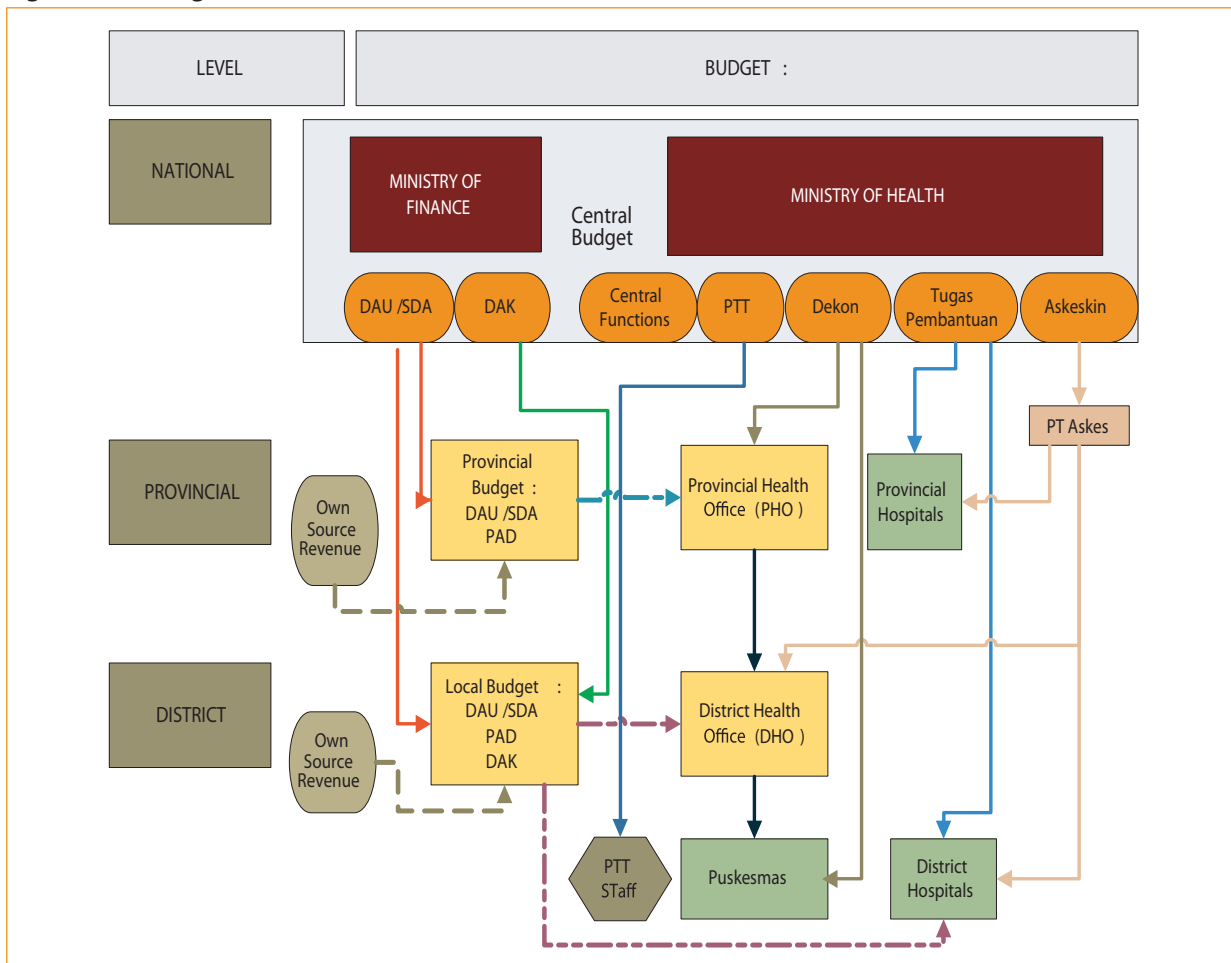 LEVEL
BUDGET :
NATIONAL
MINISTRY OF
FINANCE
MINISTRY OF HEALTH
Central
Budget
DAU /SDA
DAK
Central
Functions
PTT
Dekon
Tugas
Pembantuan
Askeskin
PT Askes
PROVINCIAL
Own
Source
Revenue
Provincial
Budget :
DAU /SDA
PAD
Provincial Health
Office (PHO )
Provincial
Hospitals
DISTRICT
Own
Source
Revenue
Local Budget :
DAU /SDA
PAD
DAK
District Health
Office (DHO )
PTT
STaff
Puskesmas
District
Hospitals